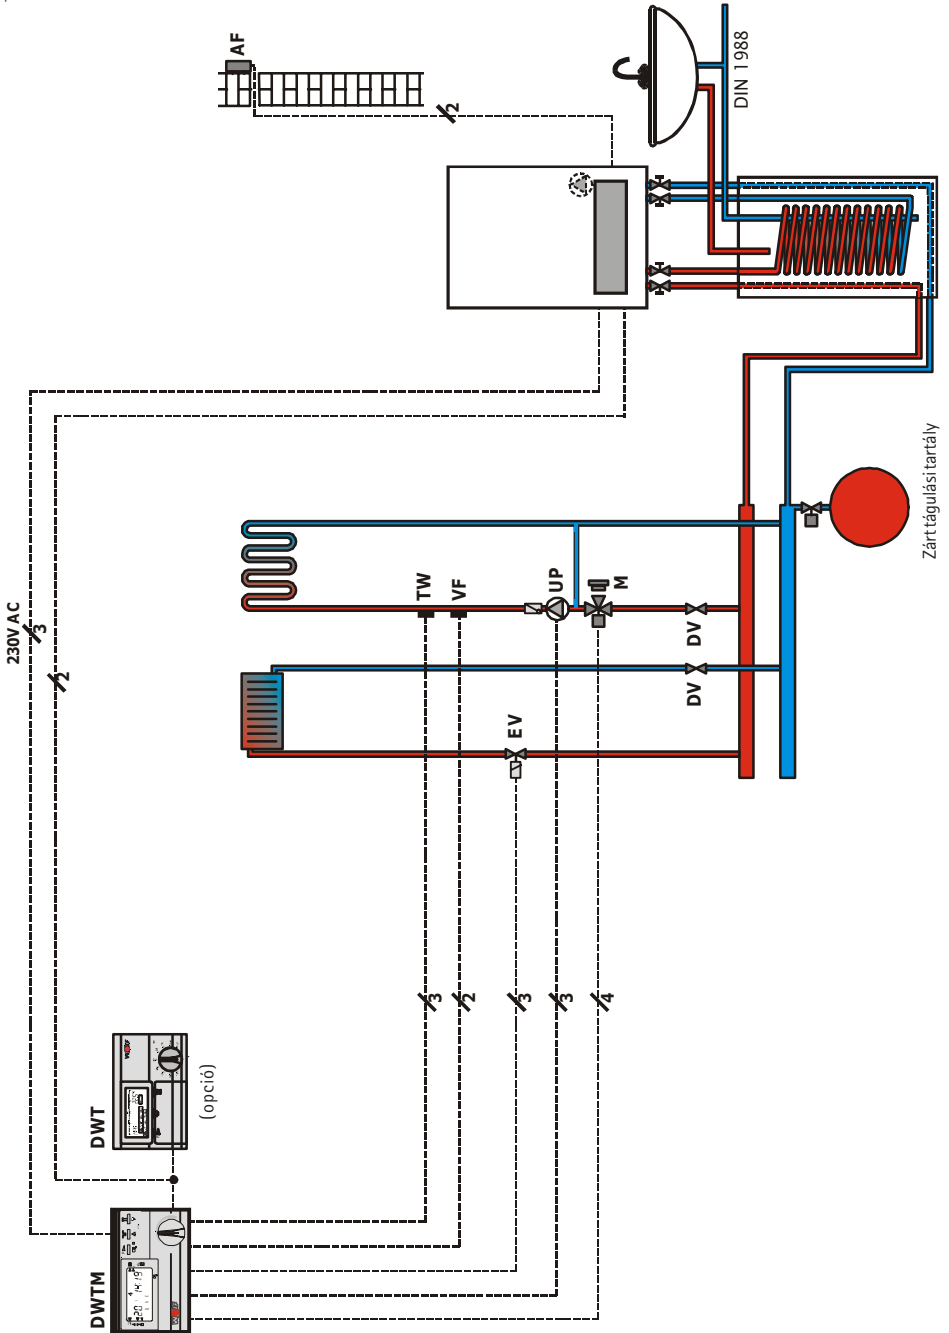 AF
2
DIN 1988
230V AC
3
2
TW
VF
UP
M
DV
DV
EV
Zárt tágulási tartály
3
2
3
3
4
DWT
(opció)
DWTM